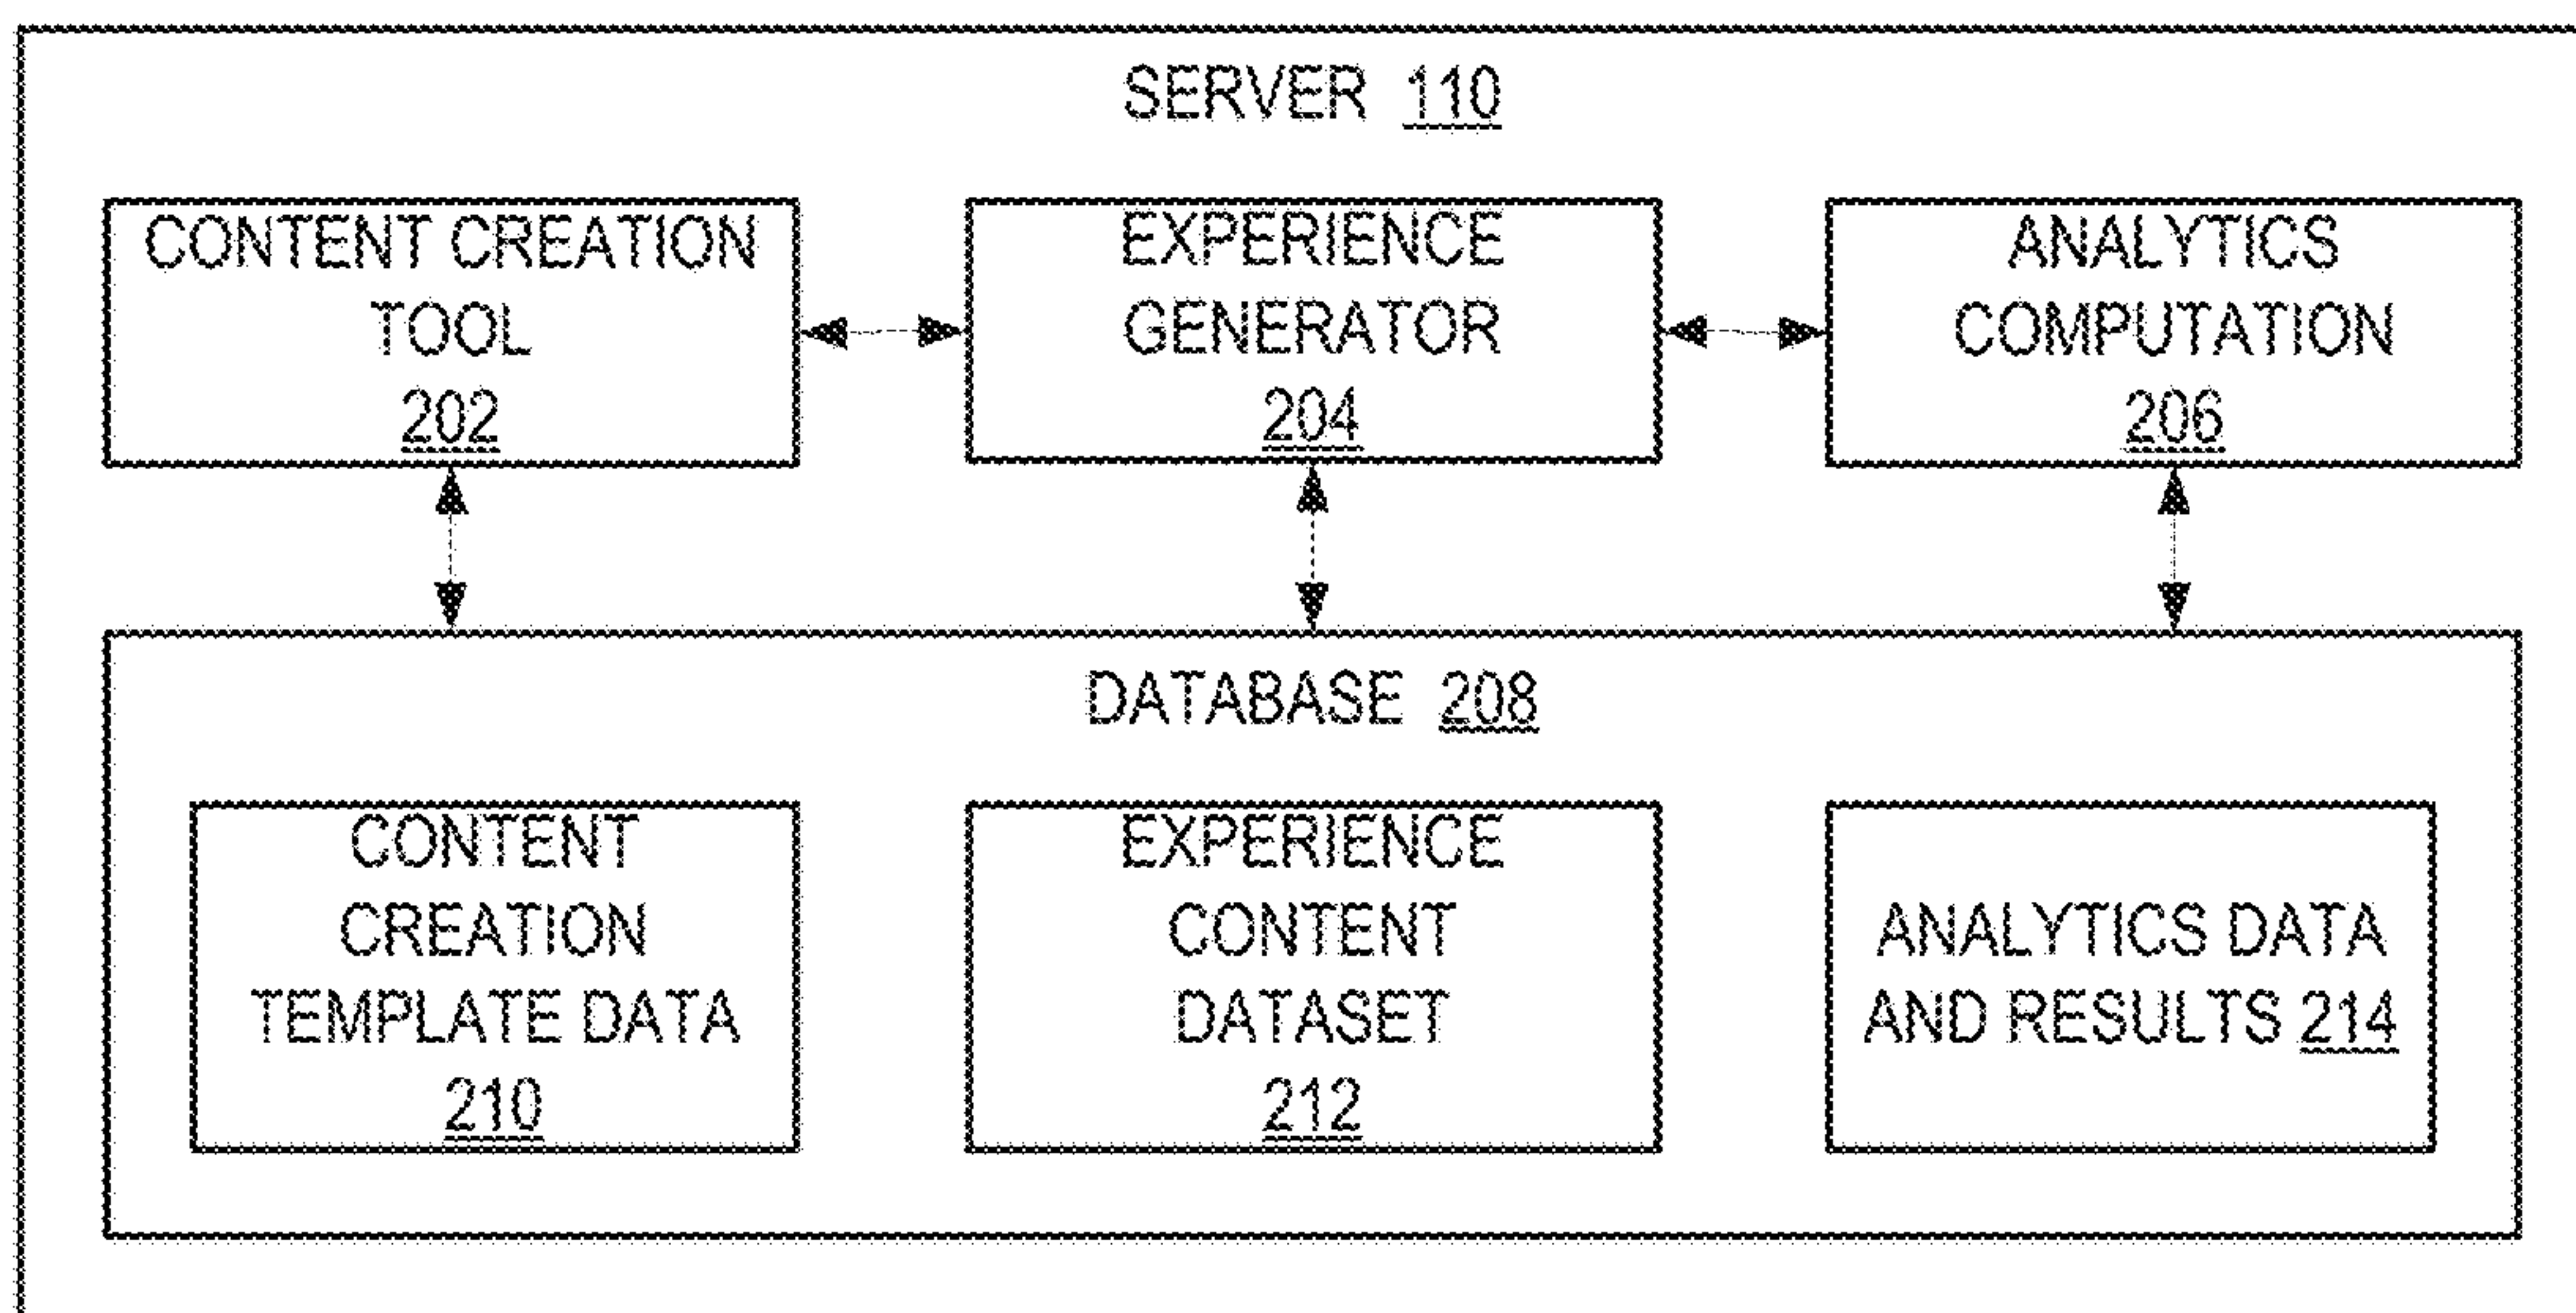 SERVER 110
CONTENT CREATION
TOOL
202
EXPERIENCE
GENERATOR
204
ANALYTICS
COMPUTATION
206
DATABASE 208
CONTENT
CREATION
TEMPLATE DATA
210
EXPERIENCE
CONTENT
DATASET
212
ANALYTICS DATA
AND RESULTS 214